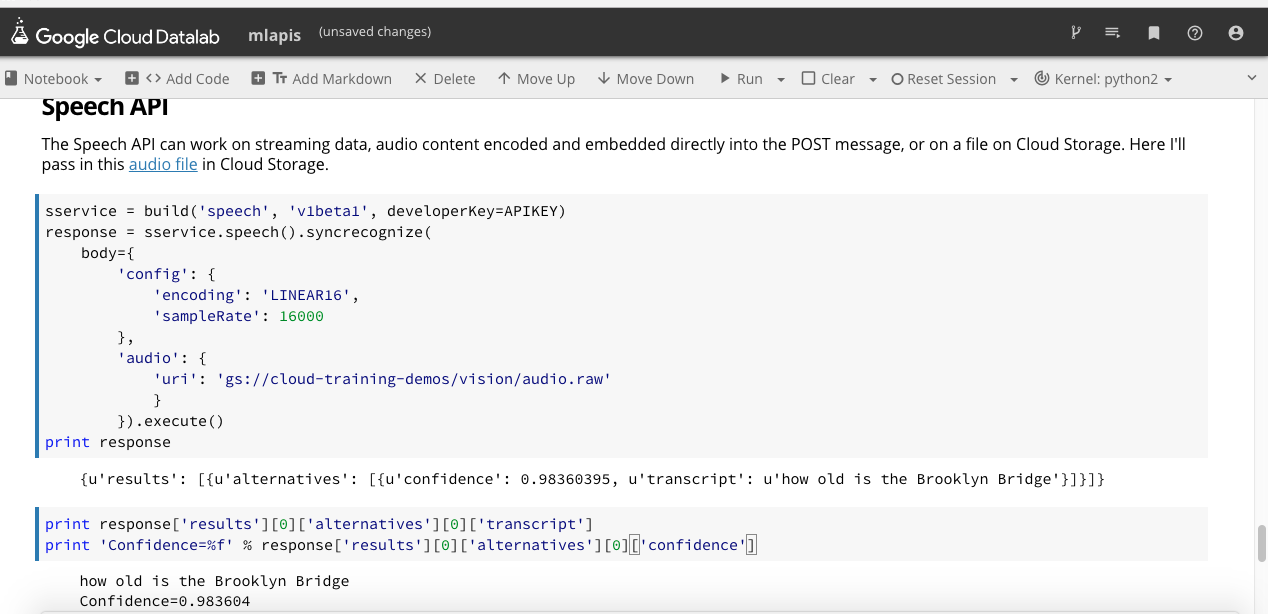 Google Cloud Datalab mlapis (unsaved changes)
Notebook <> Add Code Tт Add Markdown Delete Move Up Move Down Run Clear Reset Session Kernel: python2
Speech API
The Speech API can work on streaming data, audio content encoded and embedded directly into the POST message, or on a file on Cloud Storage. Here I'll
pass in this audio file in Cloud Storage.
sservice = build('speech', 'v1beta1', developerKey=APIKEY)
response = sservice.speech().syncrecognize(
    body={
        'config': {
            'encoding': 'LINEAR16',
            'sampleRate': 16000
        },
        'audio': {
            'uri': 'gs://cloud-training-demos/vision/audio.raw'
            }
        }).execute()
print response
{u'results': [{u'alternatives': [{u'confidence': 0.98360395, u'transcript': u'how old is the Brooklyn Bridge'}]}]}
print response['results'][0]['alternatives'][0]['transcript']
print 'Confidence=%f' % response['results'][0]['alternatives'][0]['confidence']
how old is the Brooklyn Bridge
Confidence=0.983604